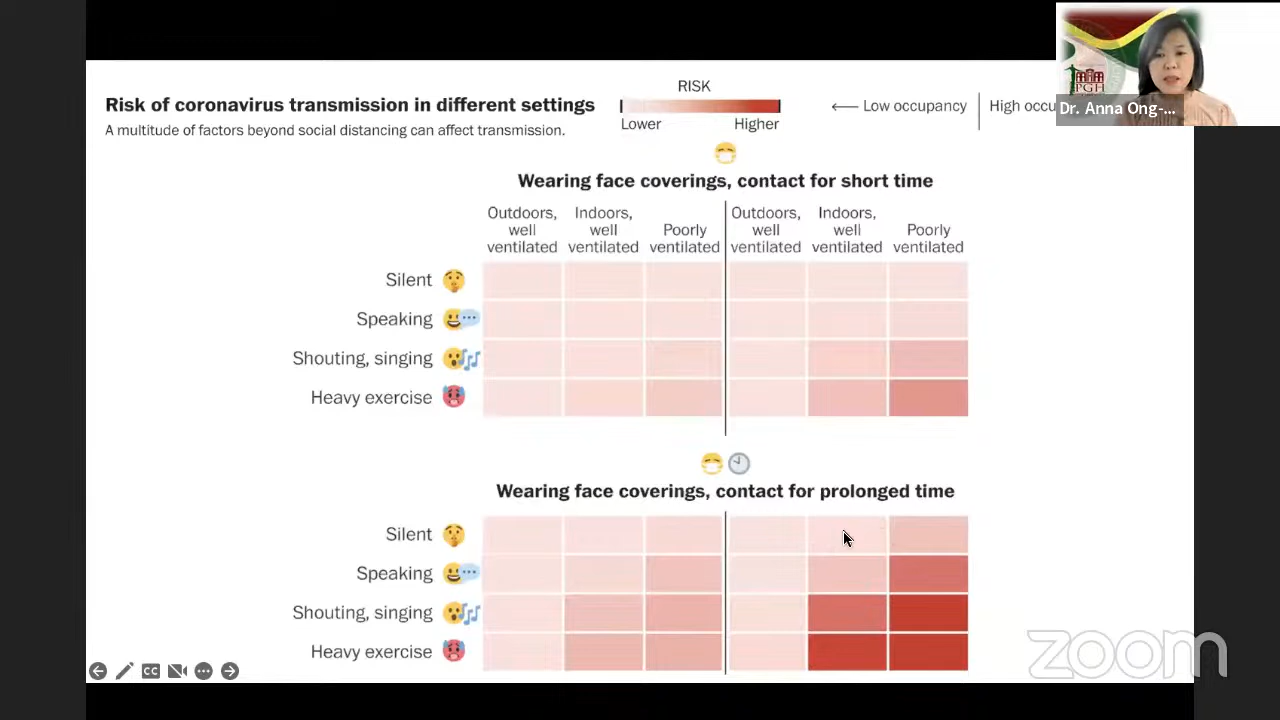 Risk of coronavirus transmission in different settings
A multitude of factors beyond social distancing can affect transmission.
RISK
Lower Higher
← Low occupancy | High occu
PGH
Dr. Anna Ong-...
Wearing face coverings, contact for short time
Outdoors, well ventilated
Indoors, well ventilated
Poorly ventilated
Outdoors, well ventilated
Indoors, well ventilated
Poorly ventilated
Silent
Speaking
Shouting, singing
Heavy exercise
Wearing face coverings, contact for prolonged time
Silent
Speaking
Shouting, singing
Heavy exercise
CC
zoom